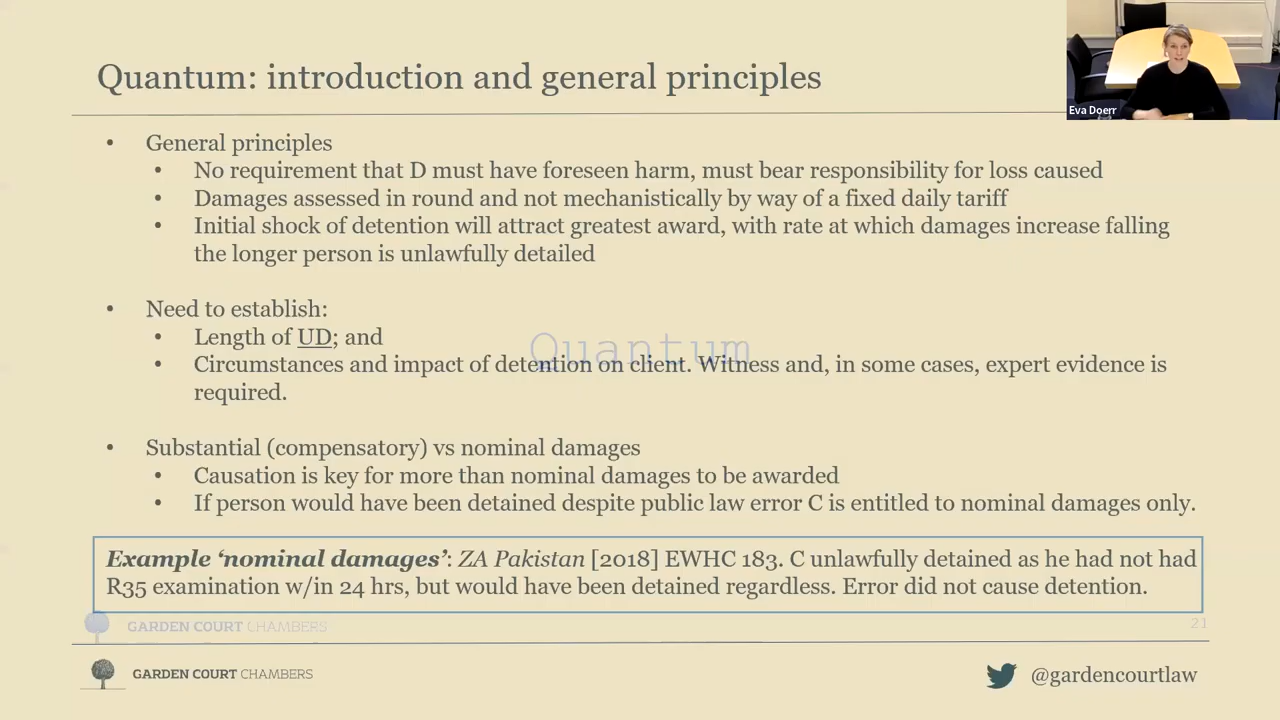 Quantum: introduction and general principles
Eva Doerr
• General principles
• No requirement that D must have foreseen harm, must bear responsibility for loss caused
• Damages assessed in round and not mechanistically by way of a fixed daily tariff
• Initial shock of detention will attract greatest award, with rate at which damages increase falling
the longer person is unlawfully detailed
• Need to establish:
• Length of UD; and
Quantum
• Circumstances and impact of detention on client. Witness and, in some cases, expert evidence is
required.
• Substantial (compensatory) vs nominal damages
• Causation is key for more than nominal damages to be awarded
• If person would have been detained despite public law error C is entitled to nominal damages only.
Example ‘nominal damages’: ZA Pakistan [2018] EWHC 183. C unlawfully detained as he had not had
R35 examination w/in 24 hrs, but would have been detained regardless. Error did not cause detention.
GARDEN COURT CHAMBERS
21
GARDEN COURT CHAMBERS
@gardencourtlaw